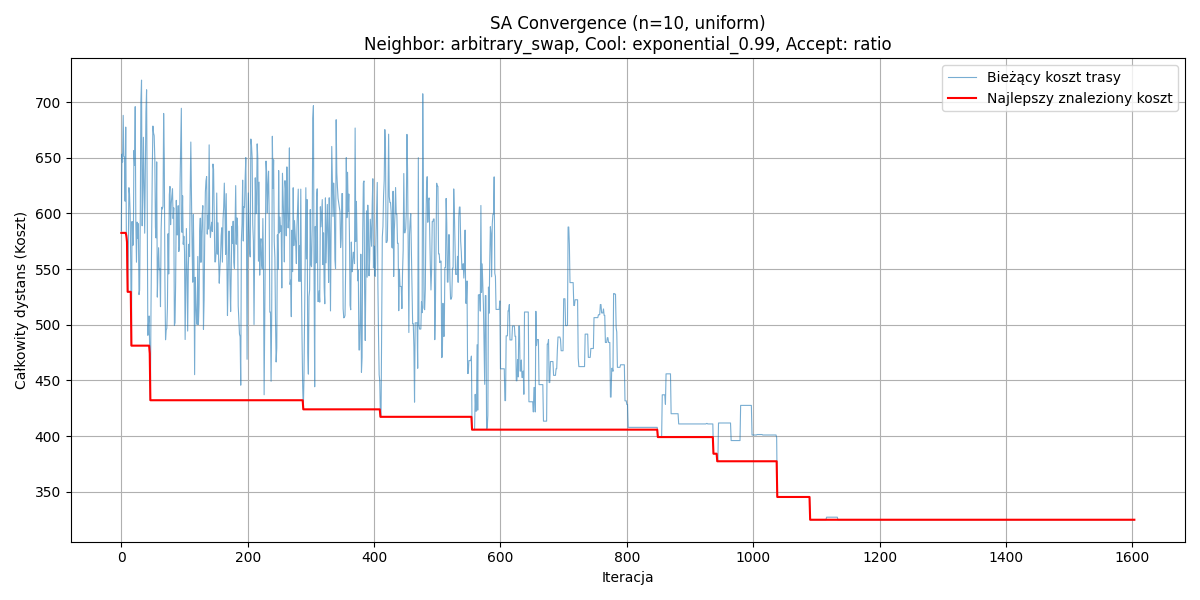 SA Convergence (n=10, uniform)
Neighbor: arbitrary_swap, Cool: exponential_0.99, Accept: ratio
Bieżący koszt trasy
Najlepszy znaleziony koszt
Całkowity dystans (Koszt)
700
650
600
550
500
450
400
350
0 200 400 600 800 1000 1200 1400 1600
Iteracja